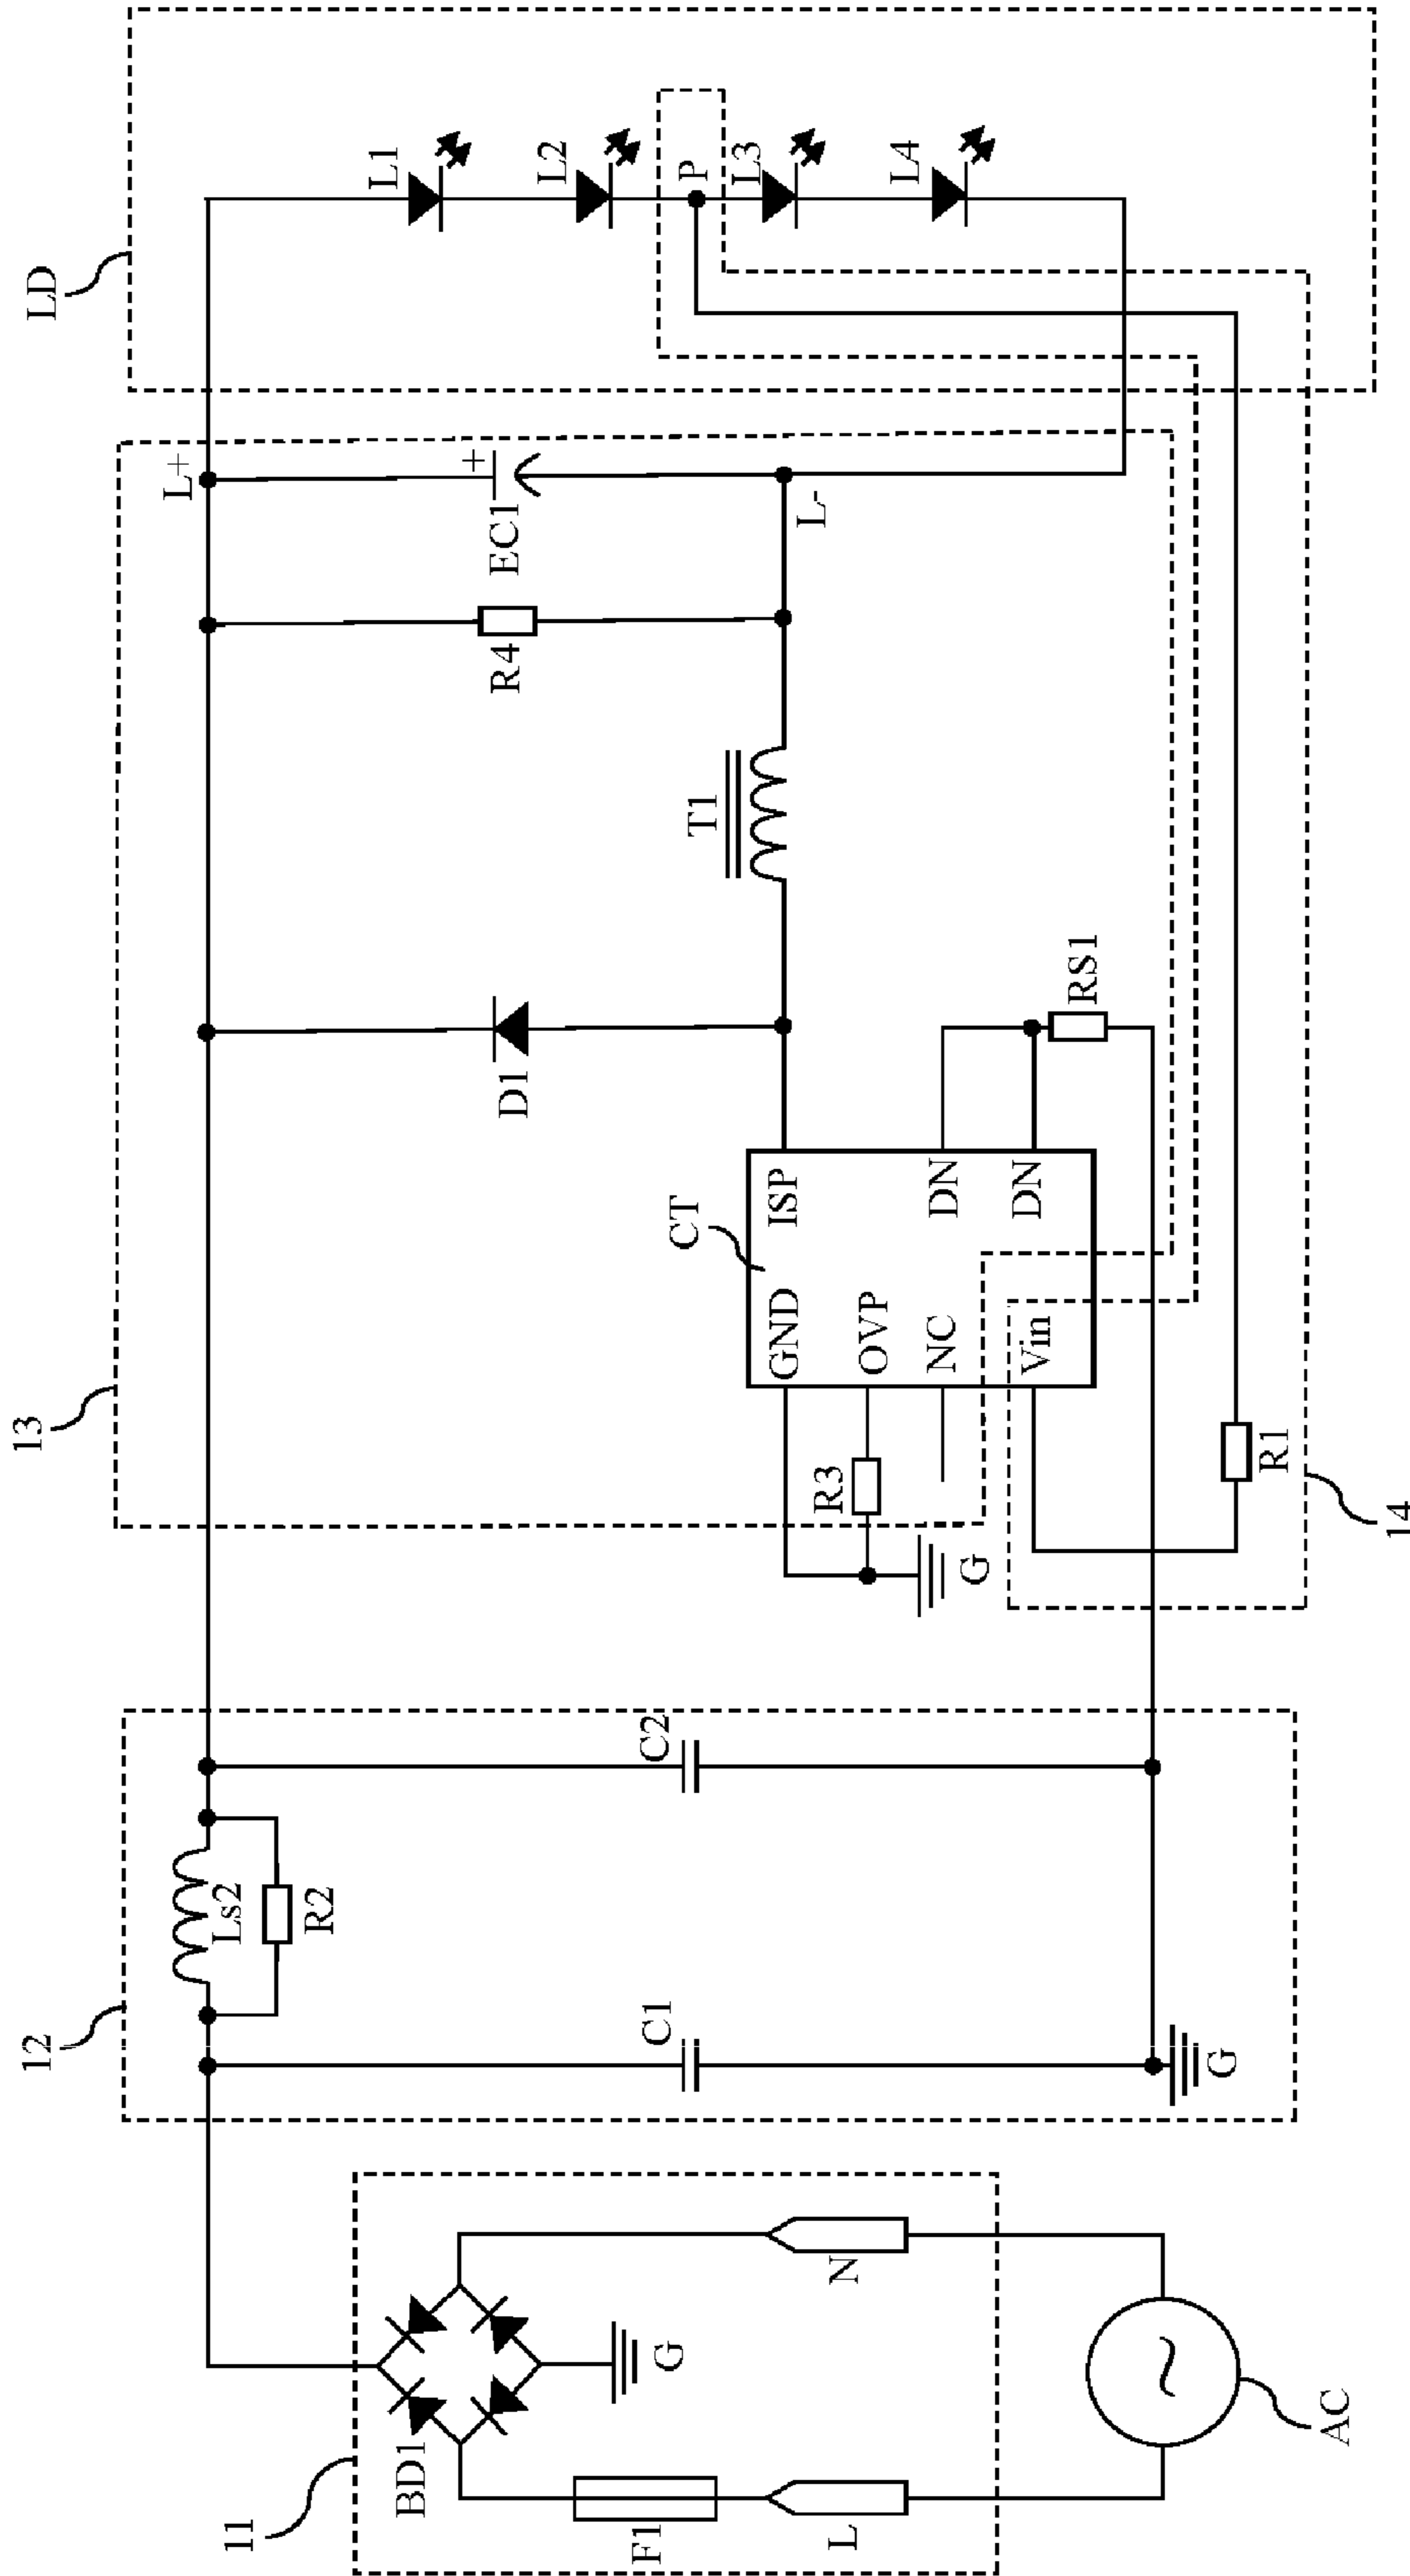 LD
L1
L2
P
L3
L4
L+
+
EC1
L-
R4
T1
D1
RS1
CT
ISP
DN
DN
GND
OVP
NC
Vin
13
R3
G
R1
14
12
Ls2
R2
C2
C1
G
11
BD1
G
F1
N
L
AC